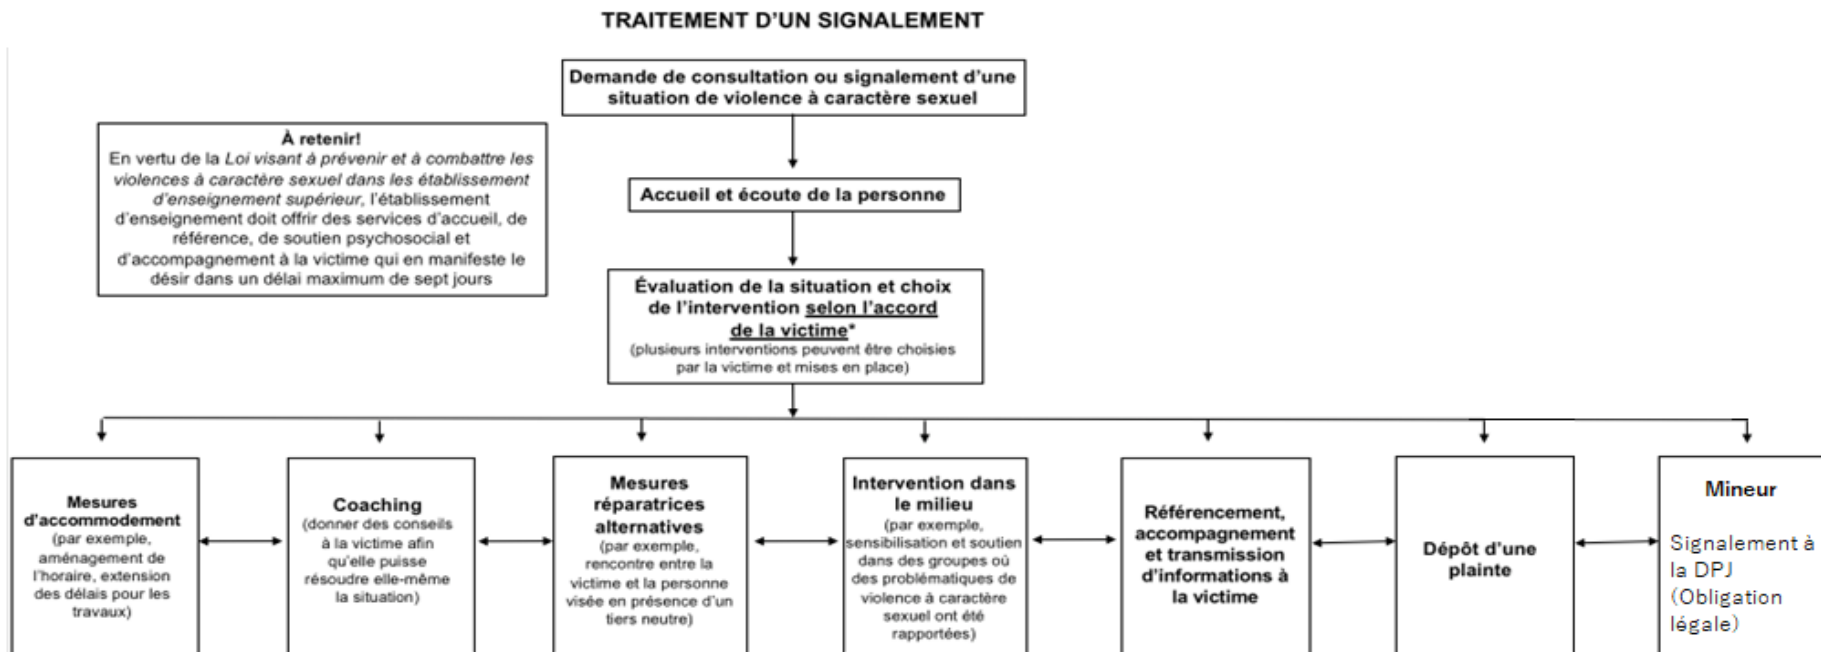 TRAITEMENT D'UN SIGNALEMENT
Demande de consultation ou signalement d'une
situation de violence à caractère sexuel
À retenir!
En vertu de la Loi visant à prévenir et à combattre les
violences à caractère sexuel dans les établissement
d'enseignement supérieur, l'établissement
d'enseignement doit offrir des services d'accueil, de
référence, de soutien psychosocial et
d'accompagnement à la victime qui en manifeste le
désir dans un délai maximum de sept jours
Accueil et écoute de la personne
Évaluation de la situation et choix
de l'intervention selon l'accord
de la victime*
(plusieurs interventions peuvent être choisies
par la victime et mises en place)
Mesures
d'accommodement
(par exemple,
aménagement de
l'horaire, extension
des délais pour les
travaux)
Coaching
(donner des conseils
à la victime afin
qu'elle puisse
résoudre elle-même
la situation)
Mesures
réparatrices
alternatives
(par exemple,
rencontre entre la
victime et la personne
visée en présence d'un
tiers neutre)
Intervention dans
le milieu
(par exemple,
sensibilisation et soutien
dans des groupes où
des problématiques de
violence à caractère
sexuel ont été
rapportées)
Référencement,
accompagnement
et transmission
d'informations à
la victime
Dépôt d'une
plainte
Mineur
Signalement à
la DPJ
(Obligation
légale)